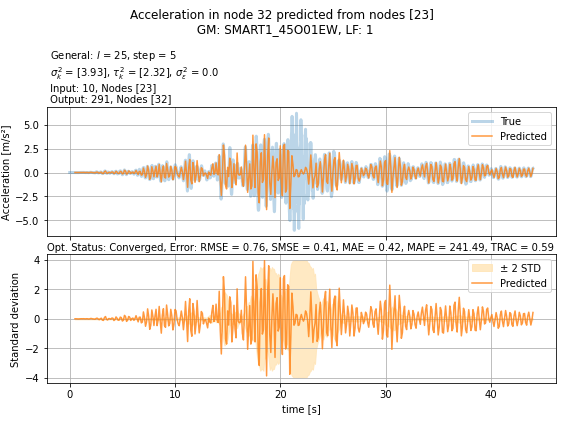 Acceleration in node 32 predicted from nodes [23]
GM: SMART1_45O01EW, LF: 1
General: l = 25, step = 5
σ²ₖ = [3.93], τ²ₖ = [2.32], σ²ε = 0.0
Input: 10, Nodes [23]
Output: 291, Nodes [32]
Acceleration [m/s²]
5.0
2.5
0.0
−2.5
−5.0
True
Predicted
Opt. Status: Converged, Error: RMSE = 0.76, SMSE = 0.41, MAE = 0.42, MAPE = 241.49, TRAC = 0.59
Standard deviation
4
2
0
−2
−4
± 2 STD
Predicted
0 10 20 30 40
time [s]